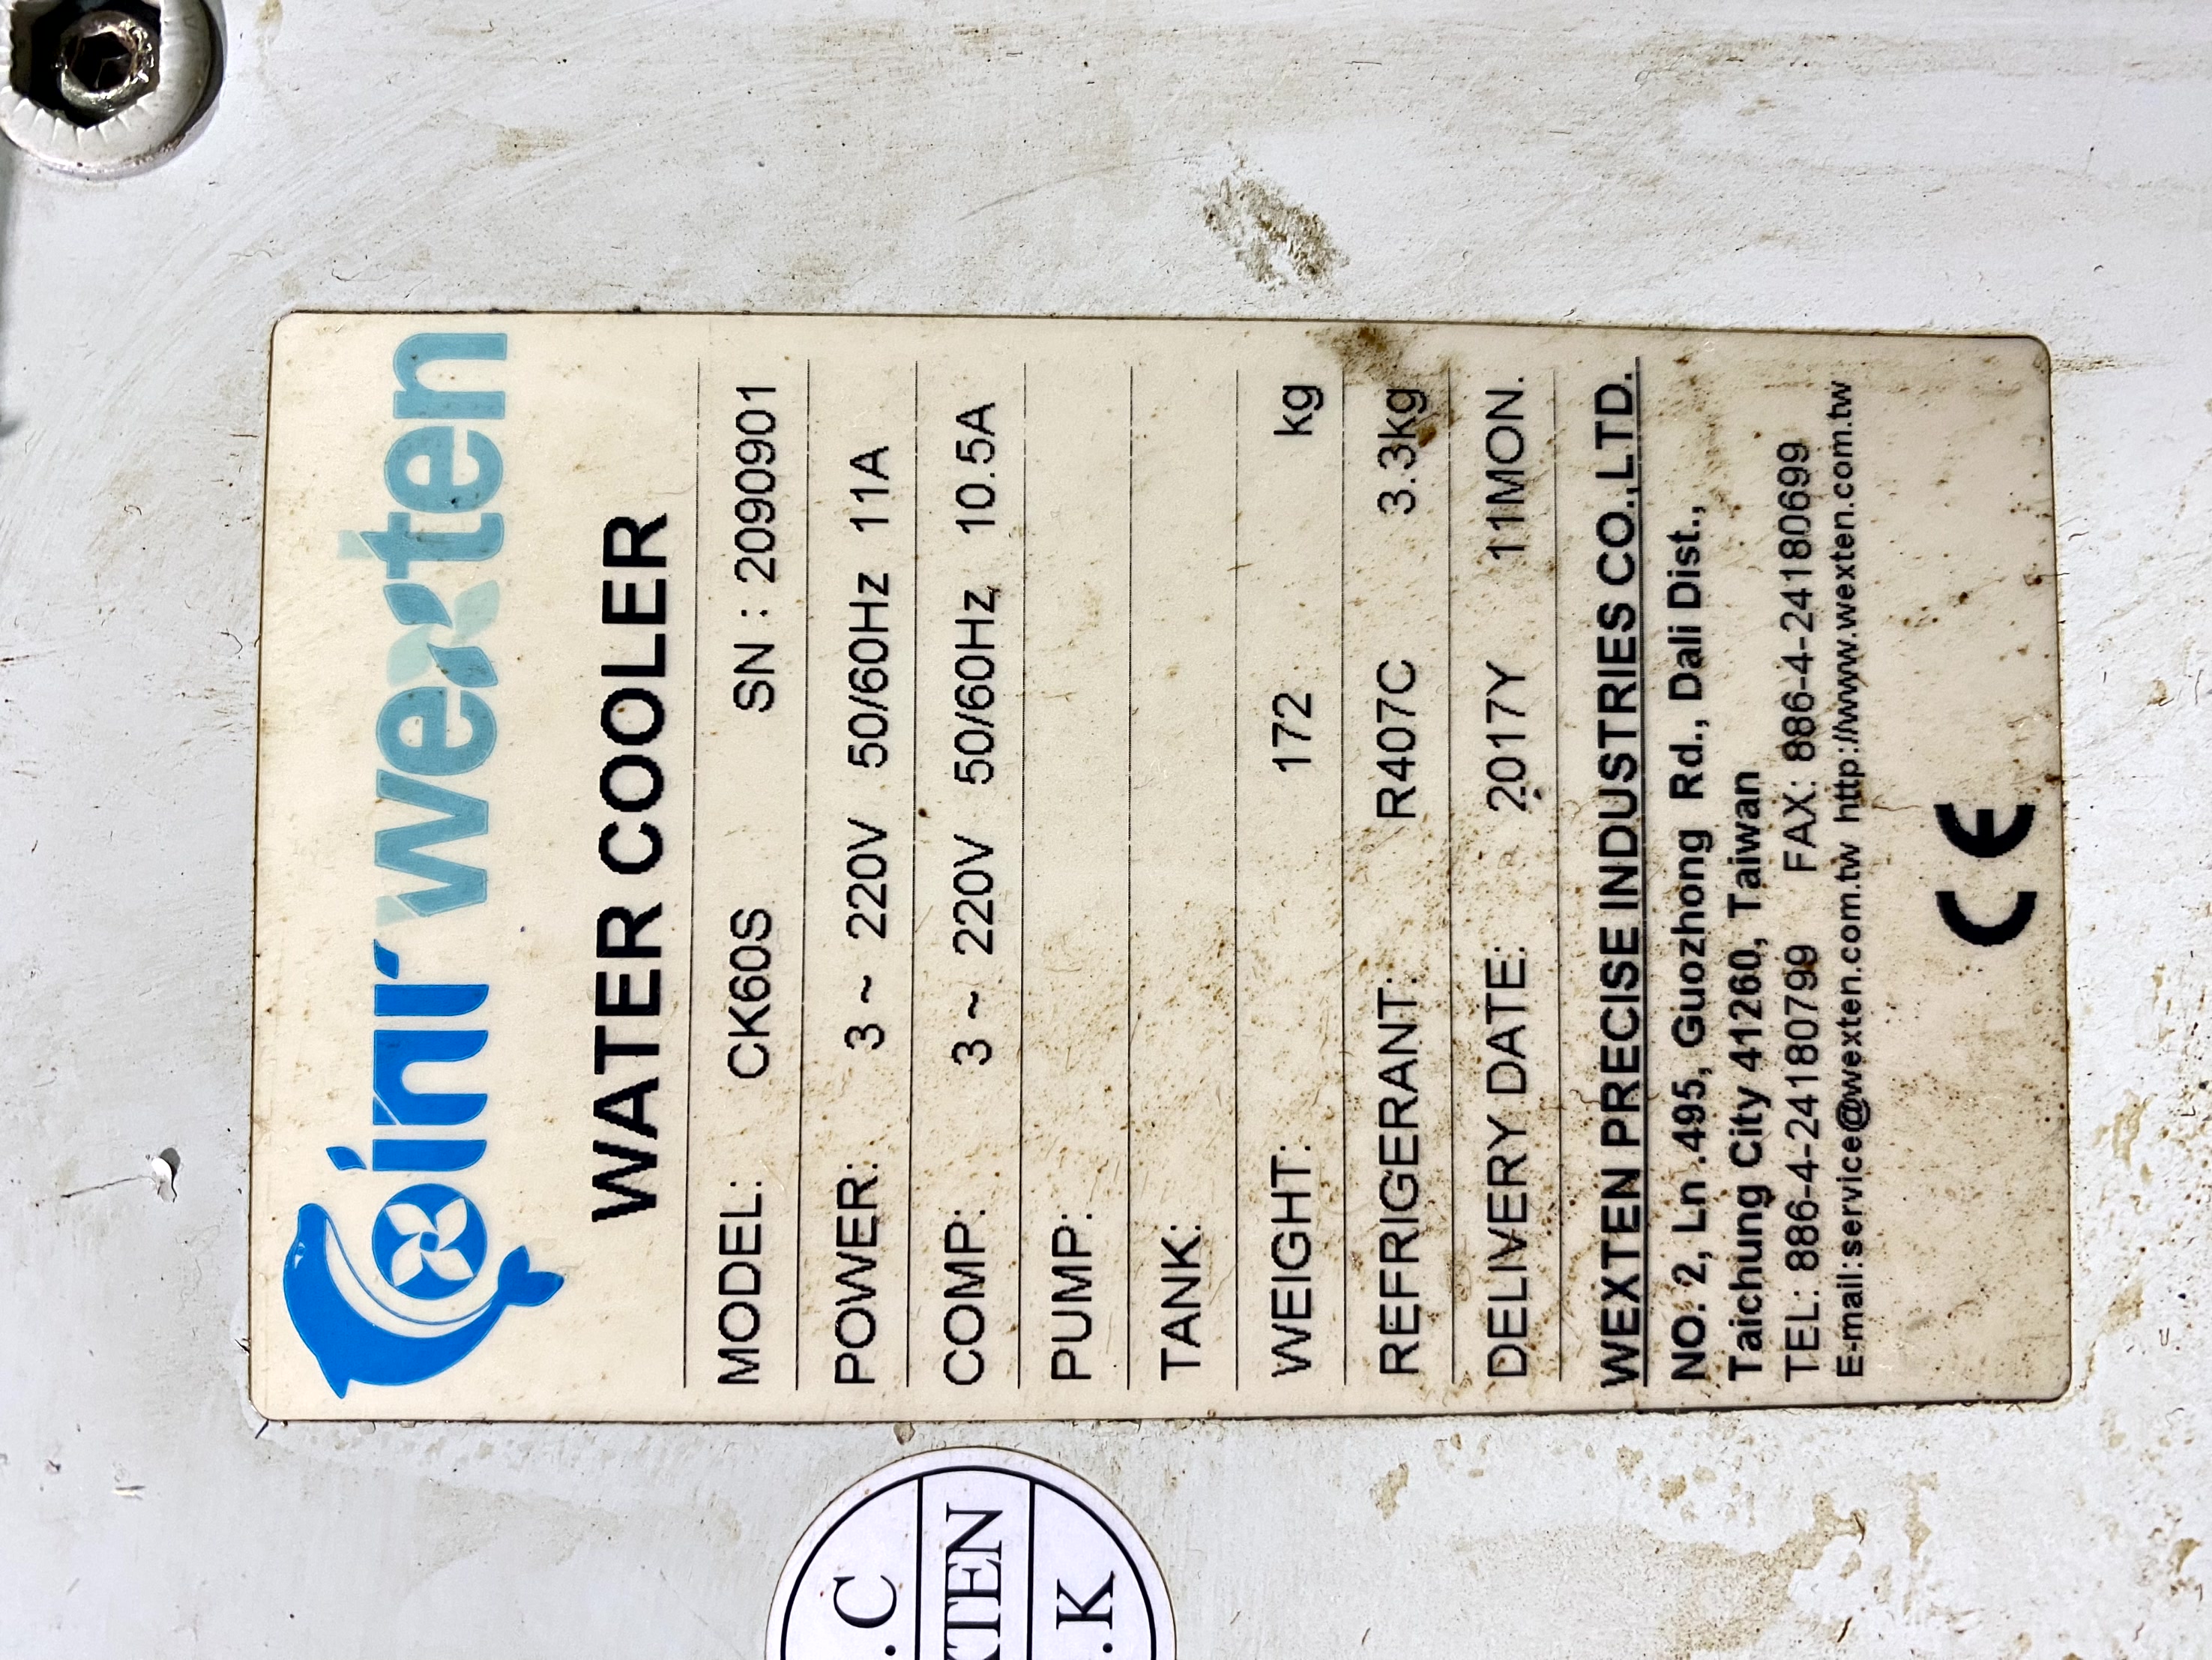 oinr wexten
WATER COOLER
MODEL: CK60S SN : 2090901
POWER: 3 ~ 220V 50/60Hz 11A
COMP: 3 ~ 220V 50/60Hz 10.5A
PUMP:
TANK:
WEIGHT: 172 kg
REFRIGERANT: R407C 3.3kg
DELIVERY DATE: 2017Y 11MON.
WEXTEN PRECISE INDUSTRIES CO.,LTD.
NO. 2, Ln .495, Guozhong Rd., Dali Dist.,
Taichung City 41260, Taiwan
TEL: 886-4-24180799 FAX: 886-4-24180699
E-mail:service@wexten.com.tw http://www.wexten.com.tw
CE
.C
XTEN
.K